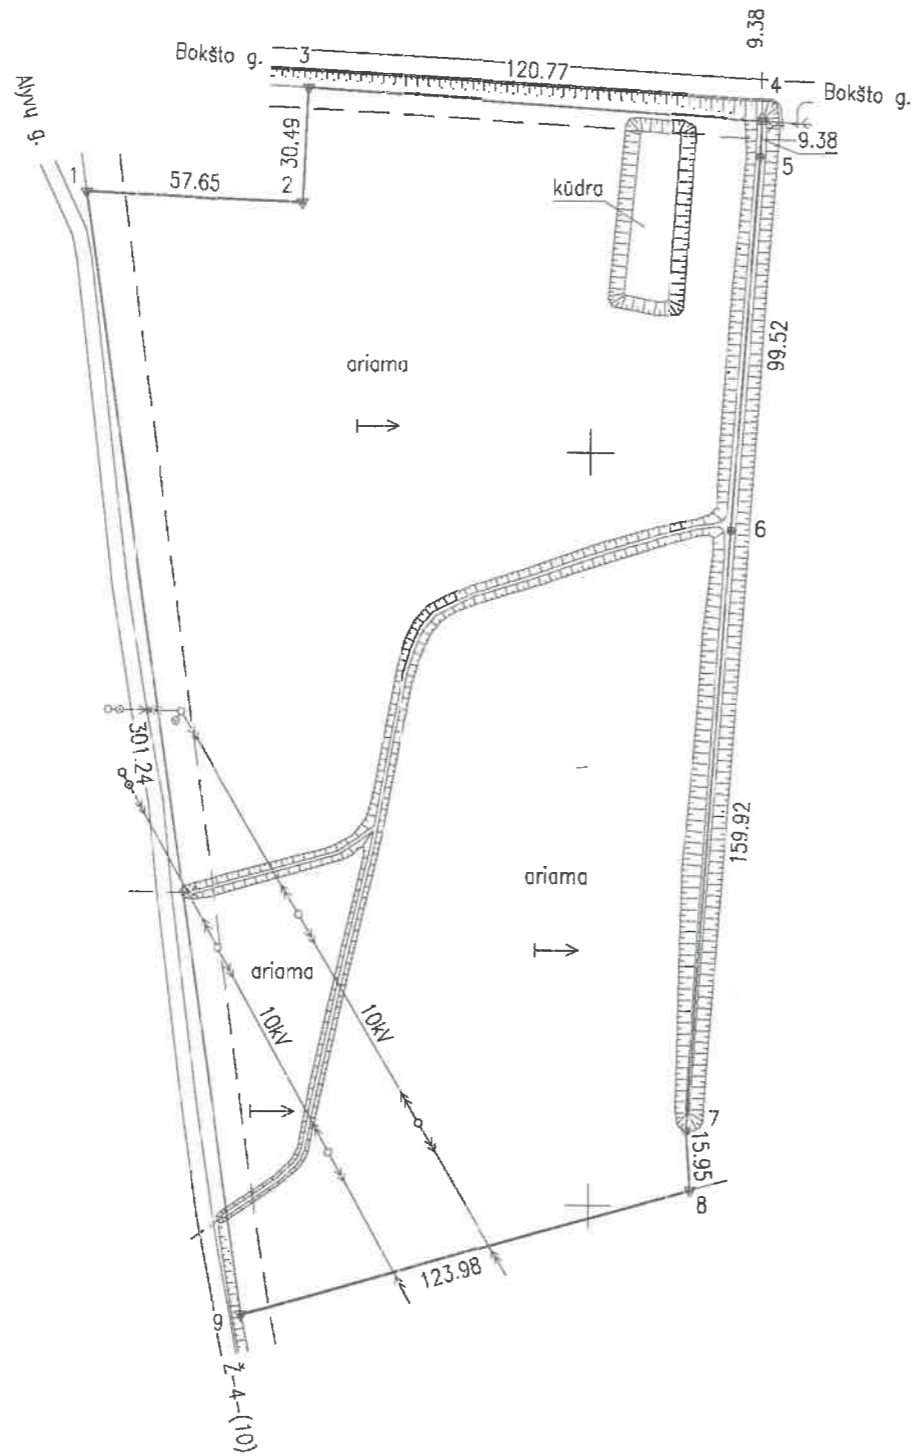 9.38
Bokšto g.
3
120.77
4
Bokšto g.
Alyvų g.
30.49
9.38
5
1
57.65
2
kūdra
99.52
ariama
6
301.24
159.92
ariama
ariama
10kV
10kV
7
15.95
8
123.98
9
Ž-4-(10)